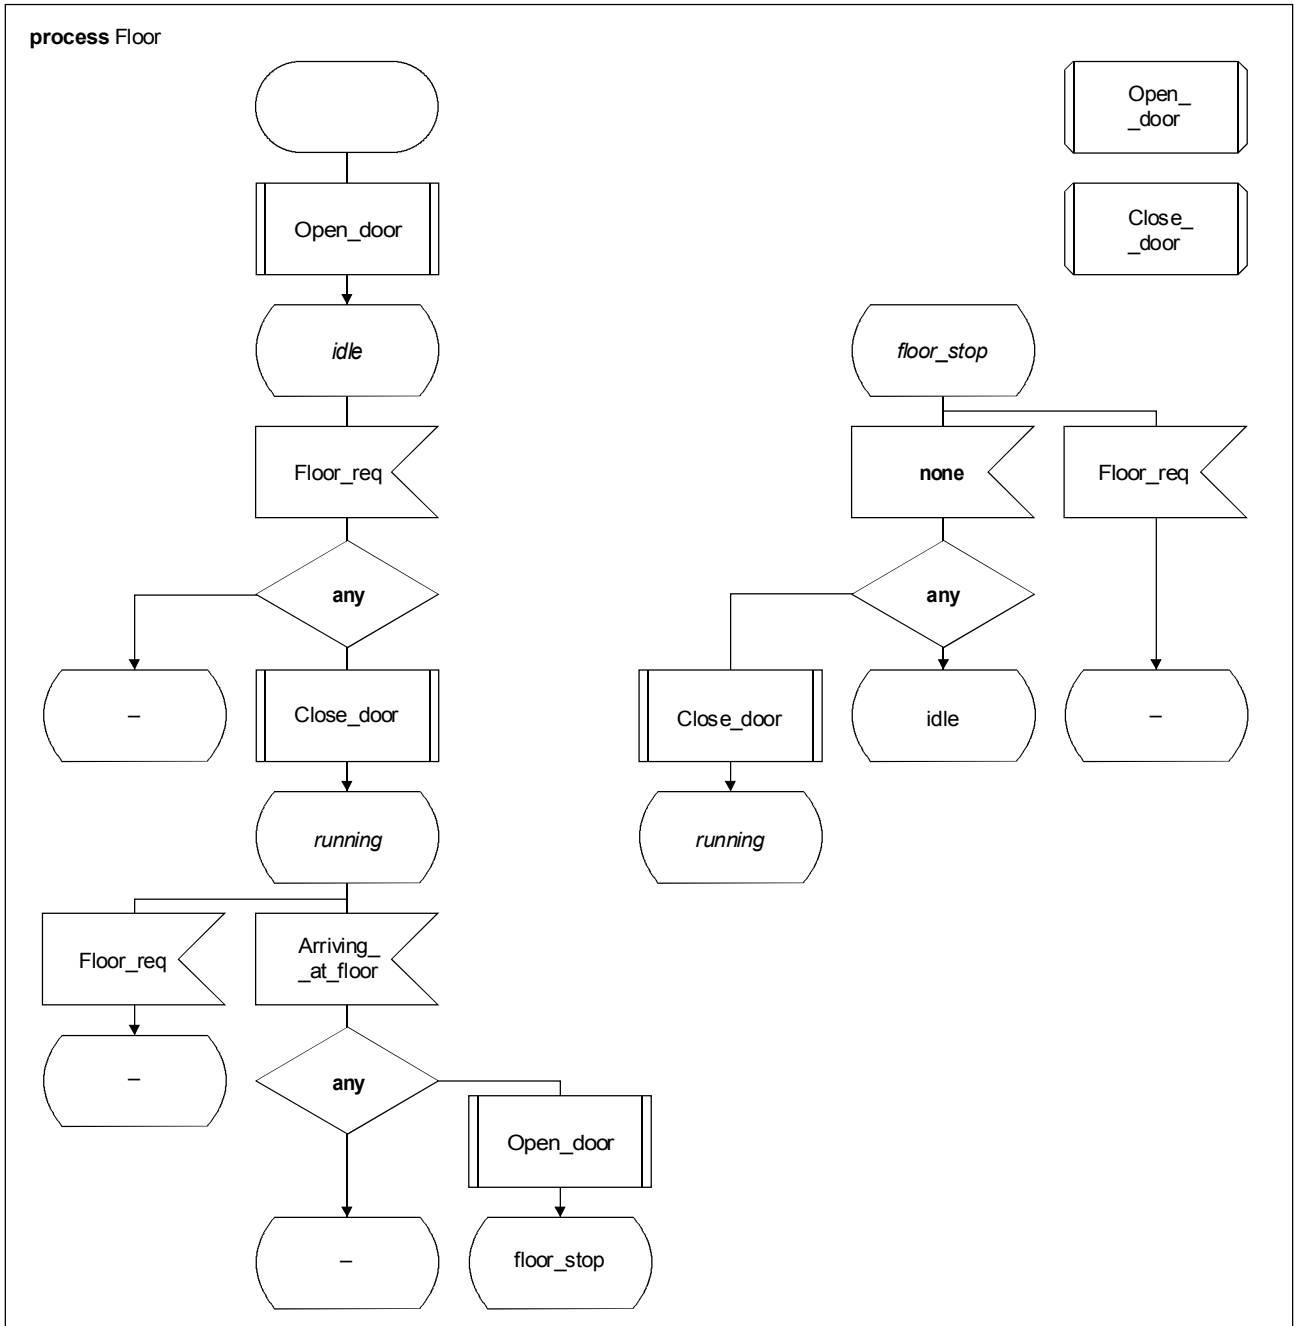 process Floor
Open_
_door
Open_door
Close_
_door
idle
floor_stop
Floor_req
none
Floor_req
any
any
–
Close_door
Close_door
idle
–
running
running
Floor_req
Arriving_
_at_floor
–
any
Open_door
–
floor_stop